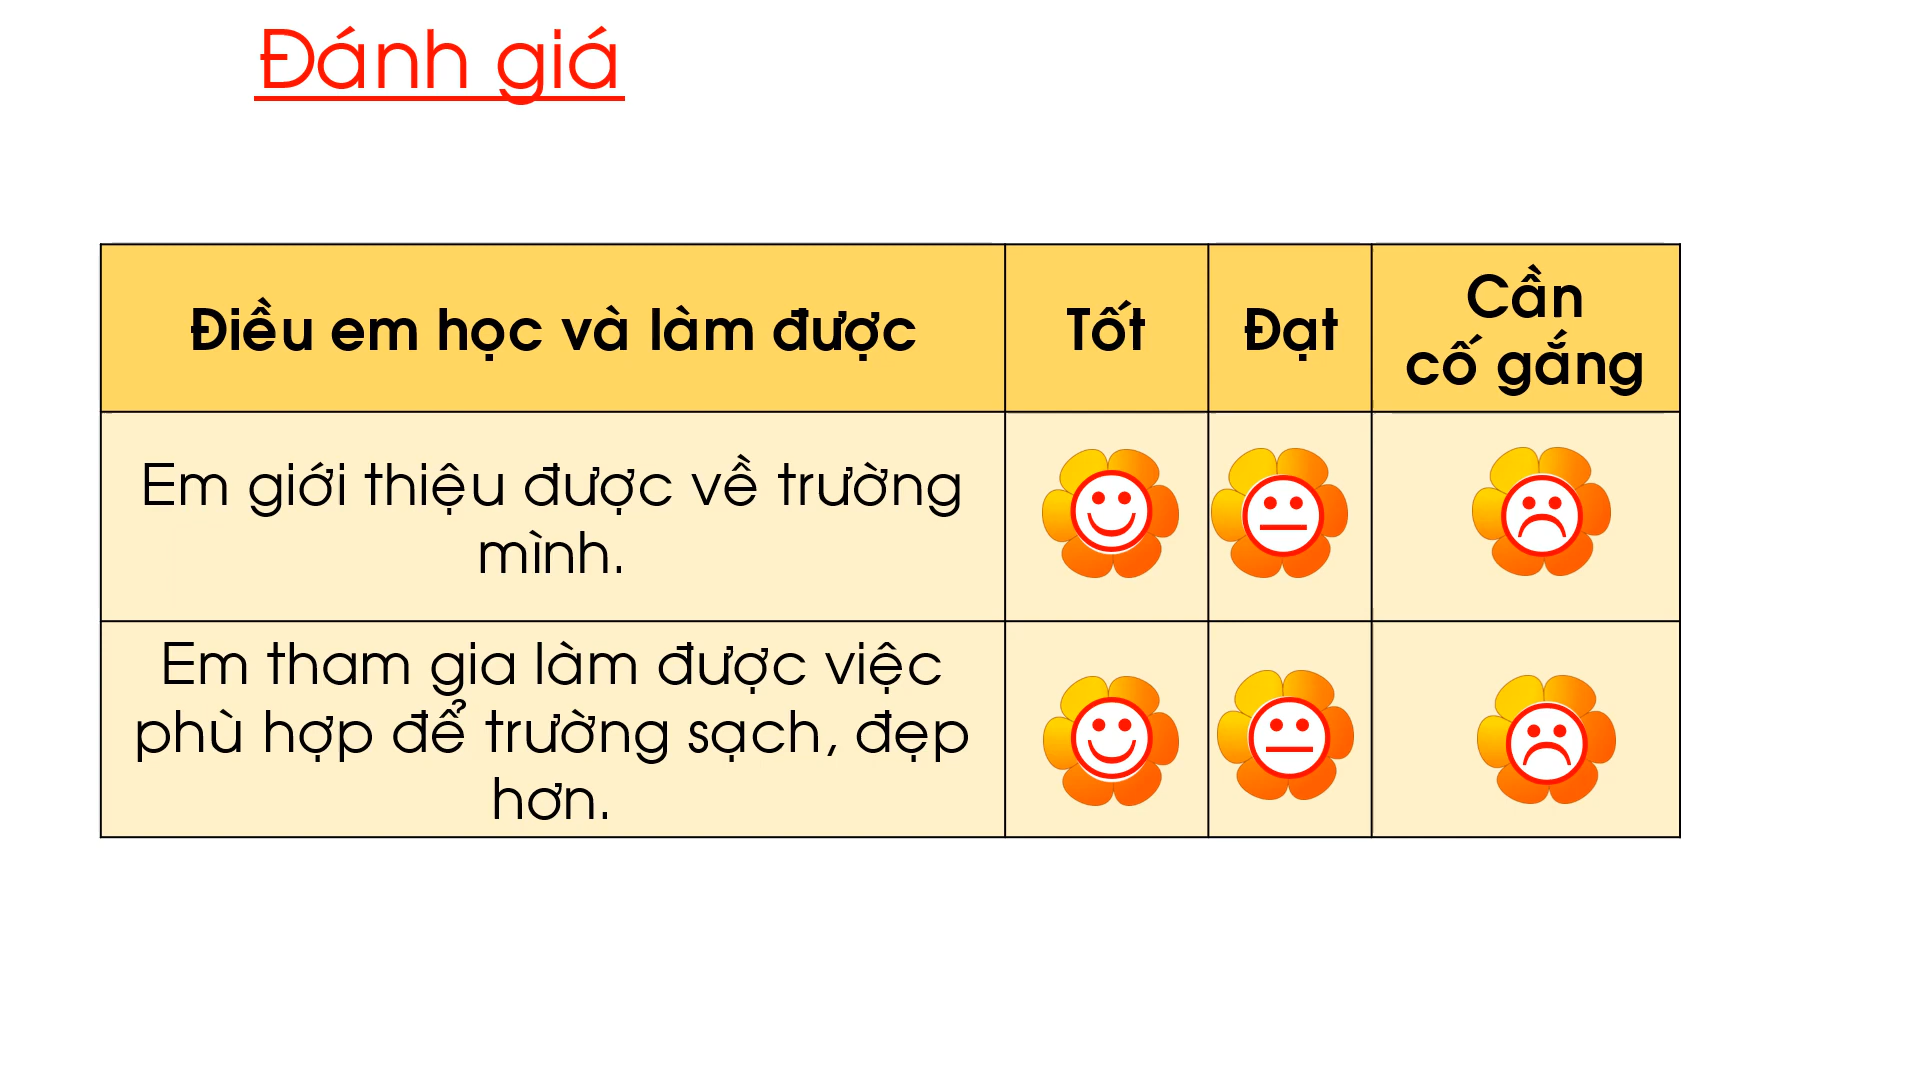 Đánh giá
Điều em học và làm được
Tốt
Đạt
Cần
cố gắng
Em giới thiệu được về trường
mình.
Em tham gia làm được việc
phù hợp để trường sạch, đẹp
hơn.